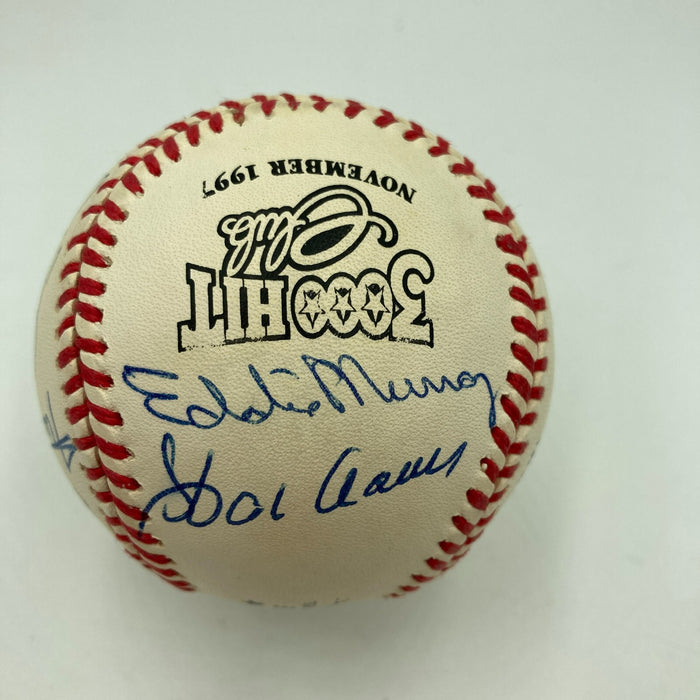 3000 HIT
Club
NOVEMBER 1997
Eddie Murray
Hank Aaron